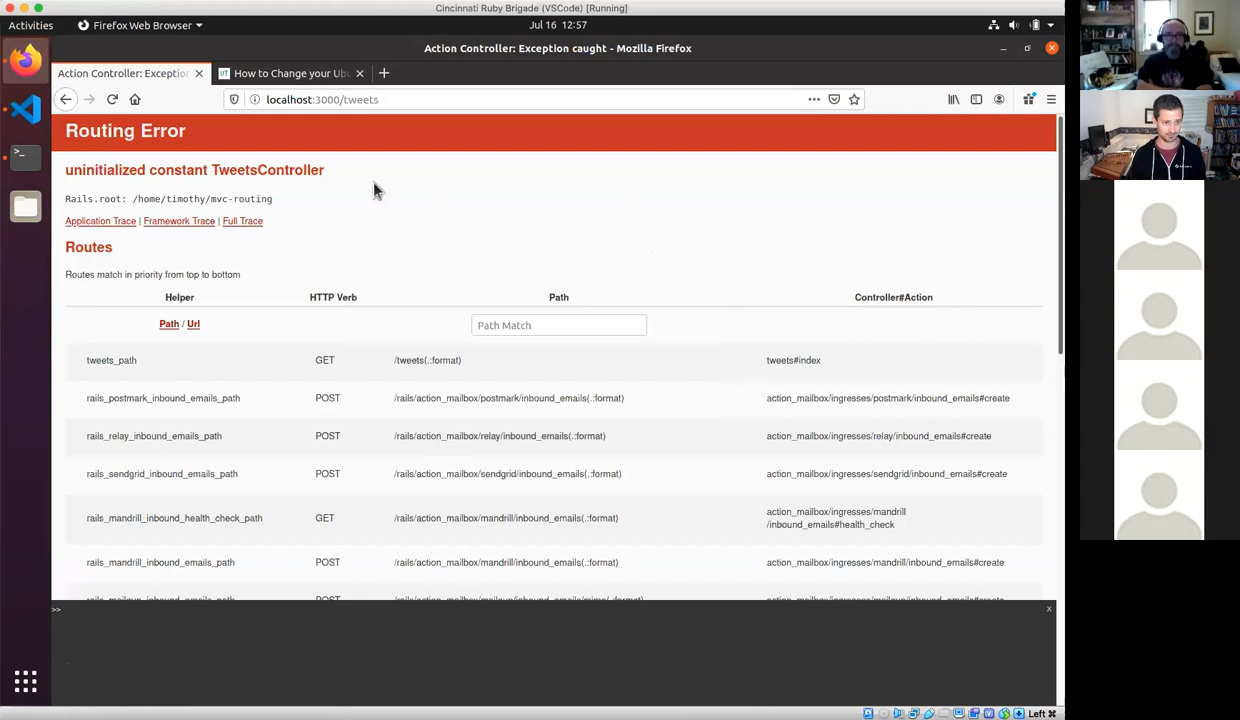 Cincinnati Ruby Brigade (VSCode) [Running]
Activities
Firefox Web Browser
Jul 16 12:57
Action Controller: Exception caught - Mozilla Firefox
Action Controller: Exceptio
How to Change your Ub
localhost:3000/tweets
Routing Error
uninitialized constant TweetsController
Rails.root: /home/timothy/mvc-routing
Application Trace | Framework Trace | Full Trace
Routes
Routes match in priority from top to bottom
Helper HTTP Verb Path Controller#Action
Path / Url Path Match
tweets_path GET /tweets(.:format) tweets#index
rails_postmark_inbound_emails_path POST /rails/action_mailbox/postmark/inbound_emails(.:format) action_mailbox/ingresses/postmark/inbound_emails#create
rails_relay_inbound_emails_path POST /rails/action_mailbox/relay/inbound_emails(.:format) action_mailbox/ingresses/relay/inbound_emails#create
rails_sendgrid_inbound_emails_path POST /rails/action_mailbox/sendgrid/inbound_emails(.:format) action_mailbox/ingresses/sendgrid/inbound_emails#create
rails_mandrill_inbound_health_check_path GET /rails/action_mailbox/mandrill/inbound_emails(.:format) action_mailbox/ingresses/mandrill
/inbound_emails#health_check
rails_mandrill_inbound_emails_path POST /rails/action_mailbox/mandrill/inbound_emails(.:format) action_mailbox/ingresses/mandrill/inbound_emails#create
>>
x
Left ⌘